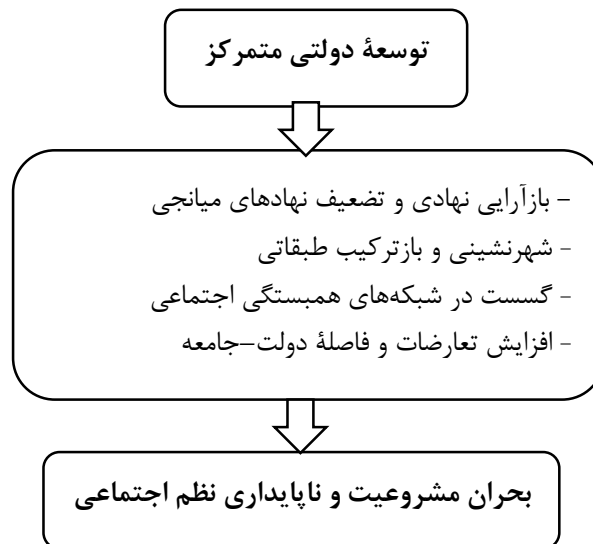 توسعهٔ دولتی متمرکز
– بازآرایی نهادی و تضعیف نهادهای میانجی
- شهرنشینی و بازترکیب طبقاتی
- گسست در شبکه‌های همبستگی اجتماعی
- افزایش تعارضات و فاصلهٔ دولت–جامعه
بحران مشروعیت و ناپایداری نظم اجتماعی